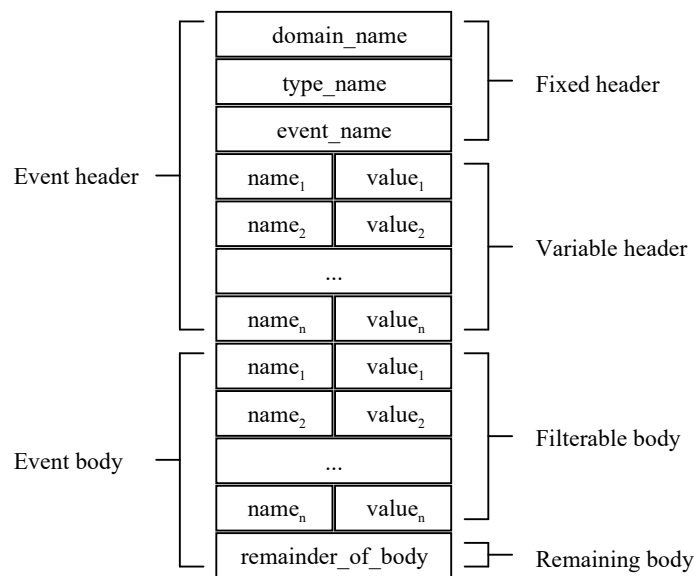 domain_name
type_name
Fixed header
event_name
Event header
name₁ value₁
name₂ value₂
Variable header
...
nameₙ valueₙ
name₁ value₁
name₂ value₂
Filterable body
Event body
...
nameₙ valueₙ
remainder_of_body
Remaining body